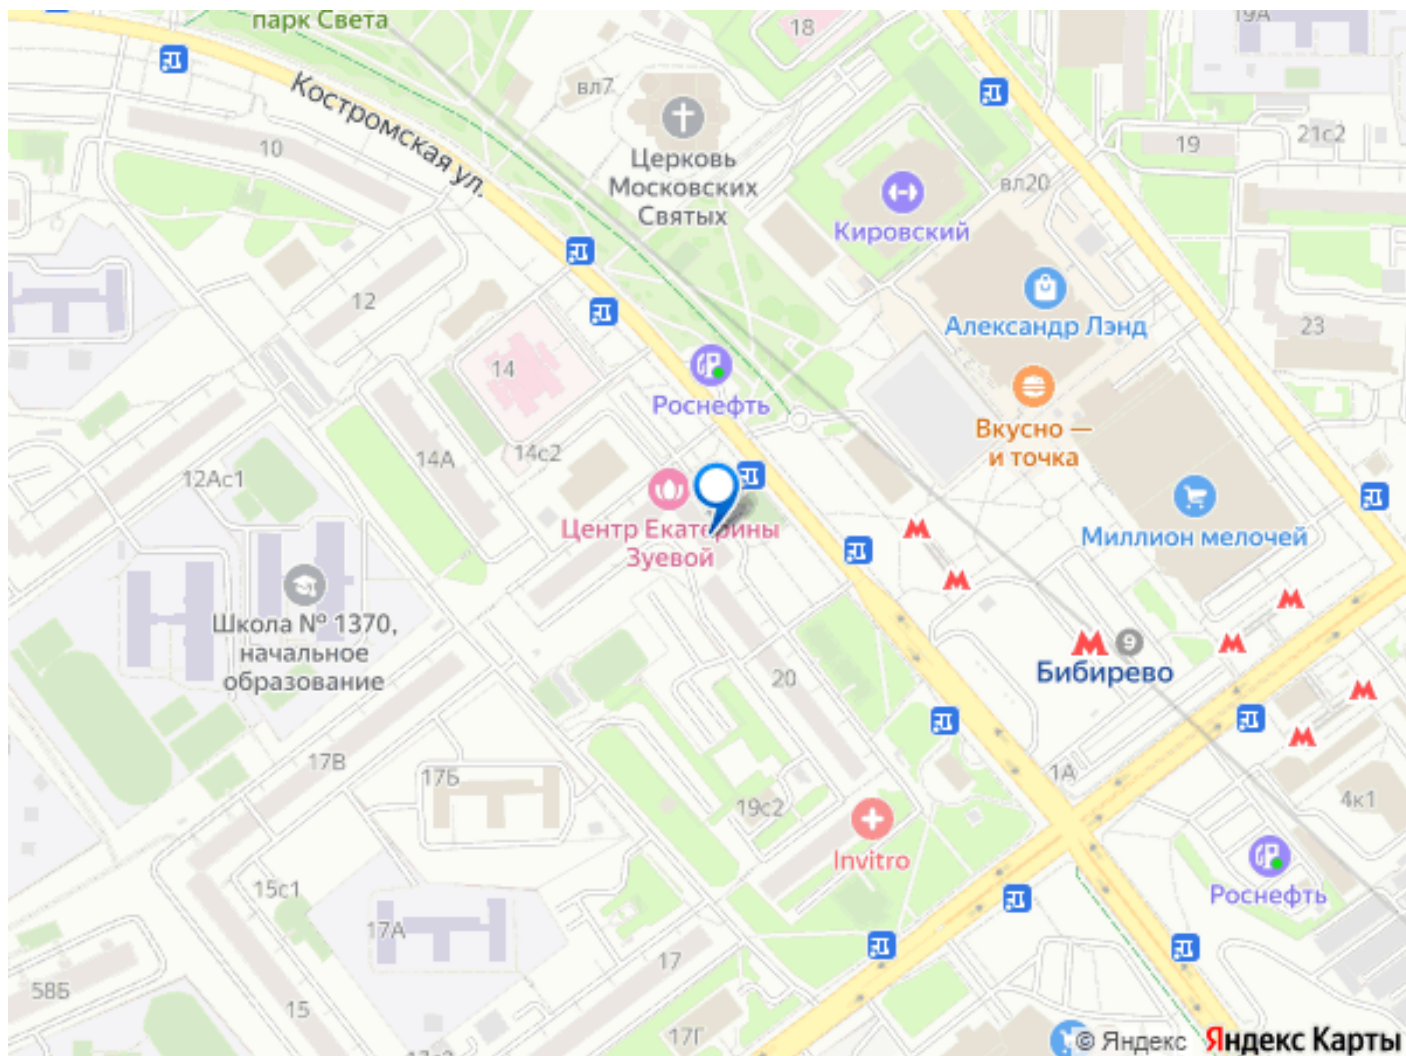 парк Света
18
19А
вл7
Костромская ул.
10
Церковь
Московских
Святых
19
21с2
вл20
Кировский
12
Александр Лэнд
23
14
Роснефть
Вкусно —
и точка
14А
14с2
12Ас1
Центр Екатерины
Зуевой
Миллион мелочей
Школа № 1370,
начальное
образование
9
Бибирево
20
17В
17Б
1А
19с2
4к1
Invitro
15с1
Роснефть
17А
17
58Б
15
17Г
© Яндекс
Яндекс Карты